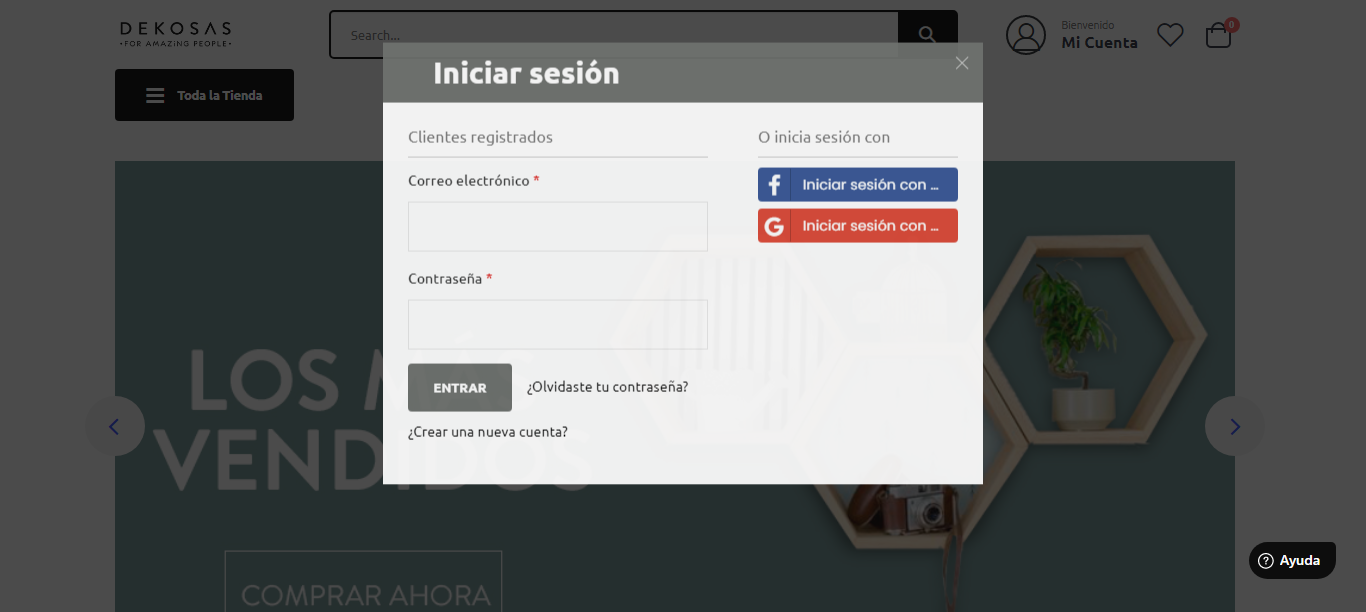 DEKOSAS
•FOR AMAZING PEOPLE•
Search...
Bienvenido
Mi Cuenta
0
Toda la Tienda
Iniciar sesión
Clientes registrados
O inicia sesión con
Correo electrónico *
Iniciar sesión con ...
Iniciar sesión con ...
Contraseña *
ENTRAR
¿Olvidaste tu contraseña?
¿Crear una nueva cuenta?
LOS MÁS
VENDIDOS
COMPRAR AHORA
Ayuda